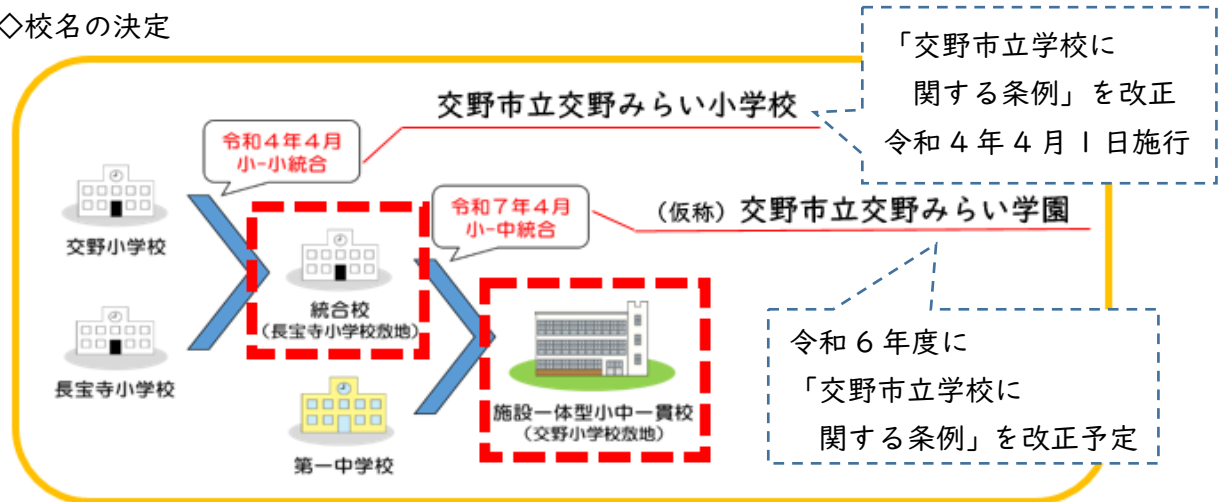 ◇校名の決定
「交野市立学校に
関する条例」を改正
令和4年4月1日施行
交野市立交野みらい小学校
令和4年4月
小-小統合
令和7年4月
小-中統合
(仮称) 交野市立交野みらい学園
交野小学校
統合校
(長宝寺小学校敷地)
長宝寺小学校
第一中学校
施設一体型小中一貫校
(交野小学校敷地)
令和6年度に
「交野市立学校に
関する条例」を改正予定